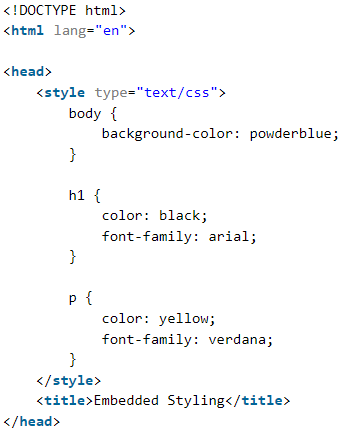 <!DOCTYPE html>
<html lang="en">
<head>
<style type="text/css">
body {
background-color: powderblue;
}
h1 {
color: black;
font-family: arial;
}
p {
color: yellow;
font-family: verdana;
}
</style>
<title>Embedded Styling</title>
</head>